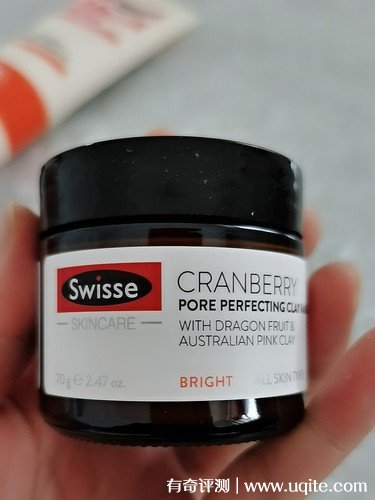 Swisse
SKINCARE
70g e 2.47 oz.
CRANBERRY
PORE PERFECTING CLAY
WITH DRAGON FRUIT &
AUSTRALIAN PINK CLAY
BRIGHT ALL SKIN TYPES
有奇评测 | www.uqite.com